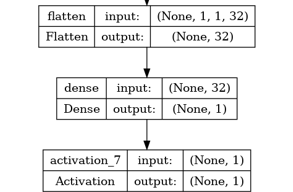 flatten input: (None, 1, 1, 32)
Flatten output: (None, 32)
dense input: (None, 32)
Dense output: (None, 1)
activation_7 input: (None, 1)
Activation output: (None, 1)